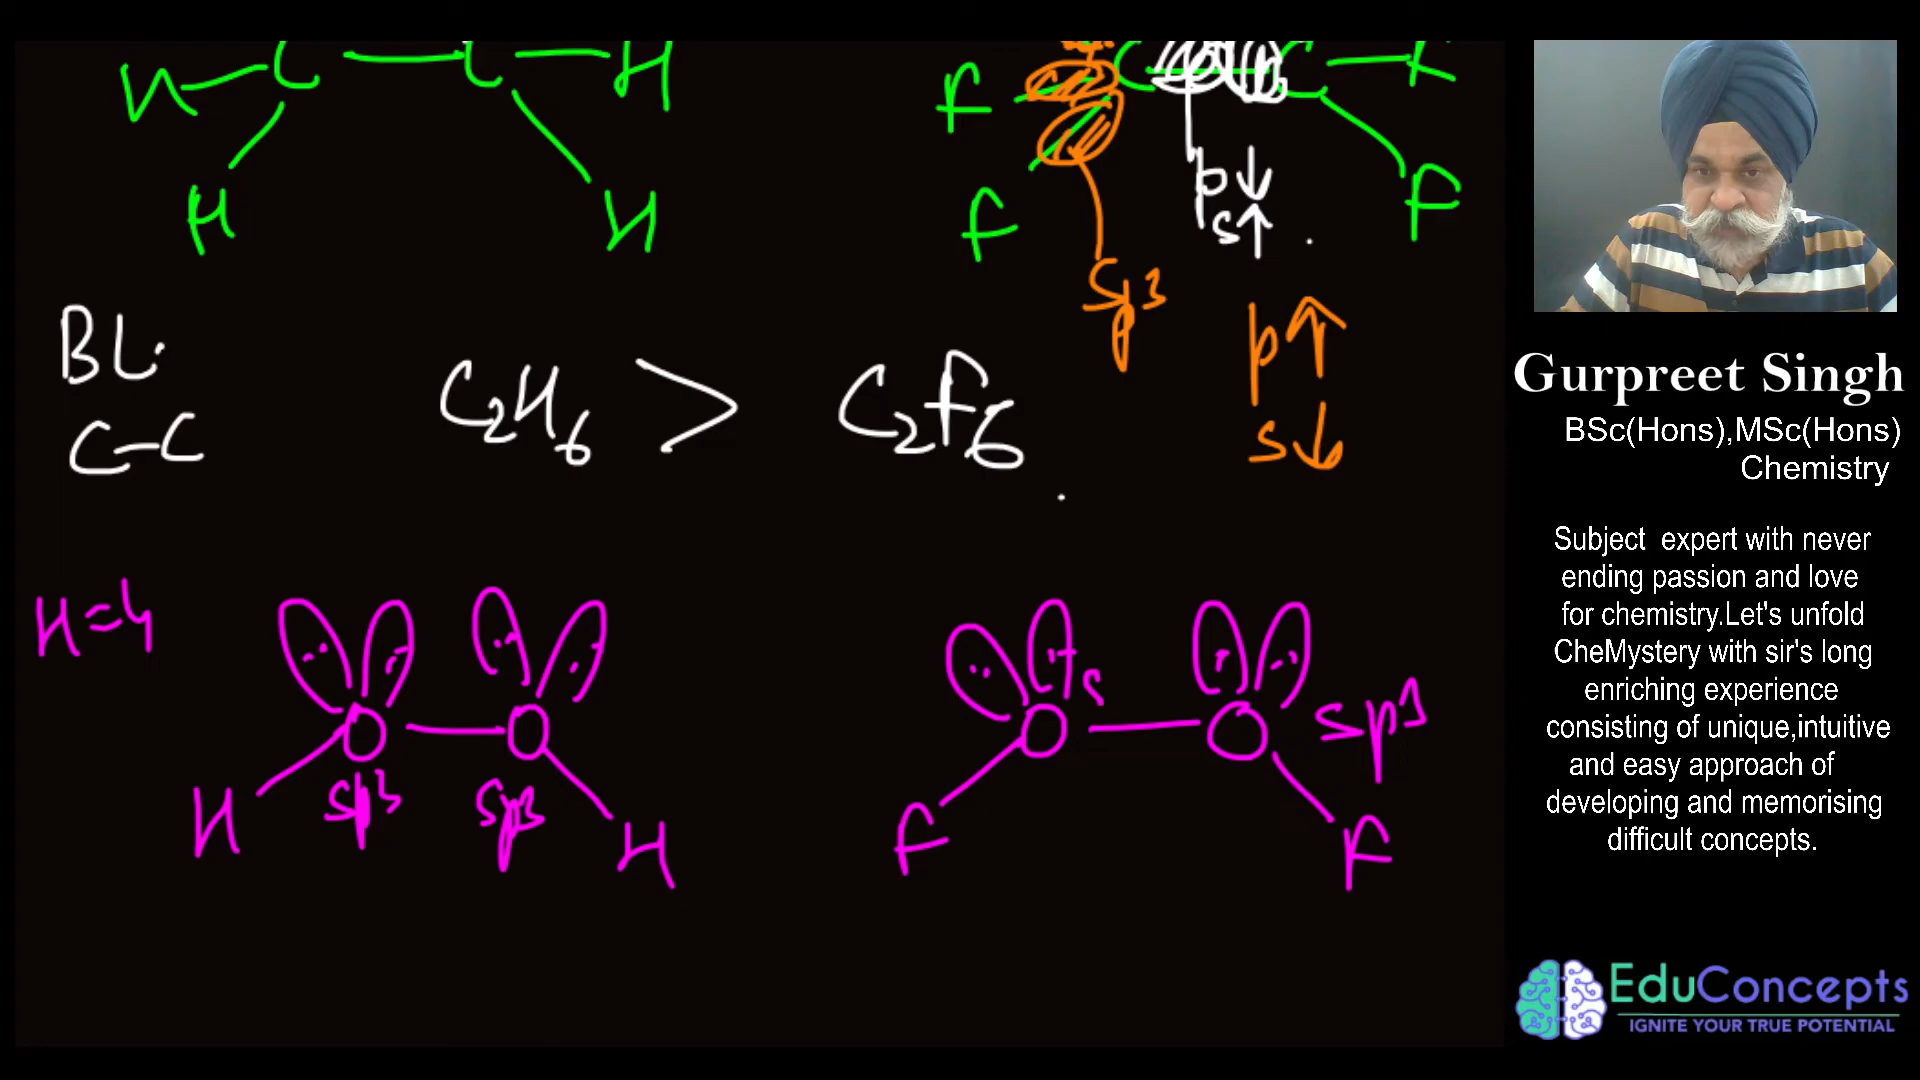 H C C H
H H
F C C F
F F
p↓
s↑
sp3
p↑
s↓
BL.
C-C
C2H6 > C2F6
H=4
O O
sp3 sp3
H H
O s O sp3
F F
Gurpreet Singh
BSc(Hons),MSc(Hons)
Chemistry
Subject expert with never
ending passion and love
for chemistry.Let's unfold
CheMystery with sir's long
enriching experience
consisting of unique,intuitive
and easy approach of
developing and memorising
difficult concepts.
EduConcepts
IGNITE YOUR TRUE POTENTIAL